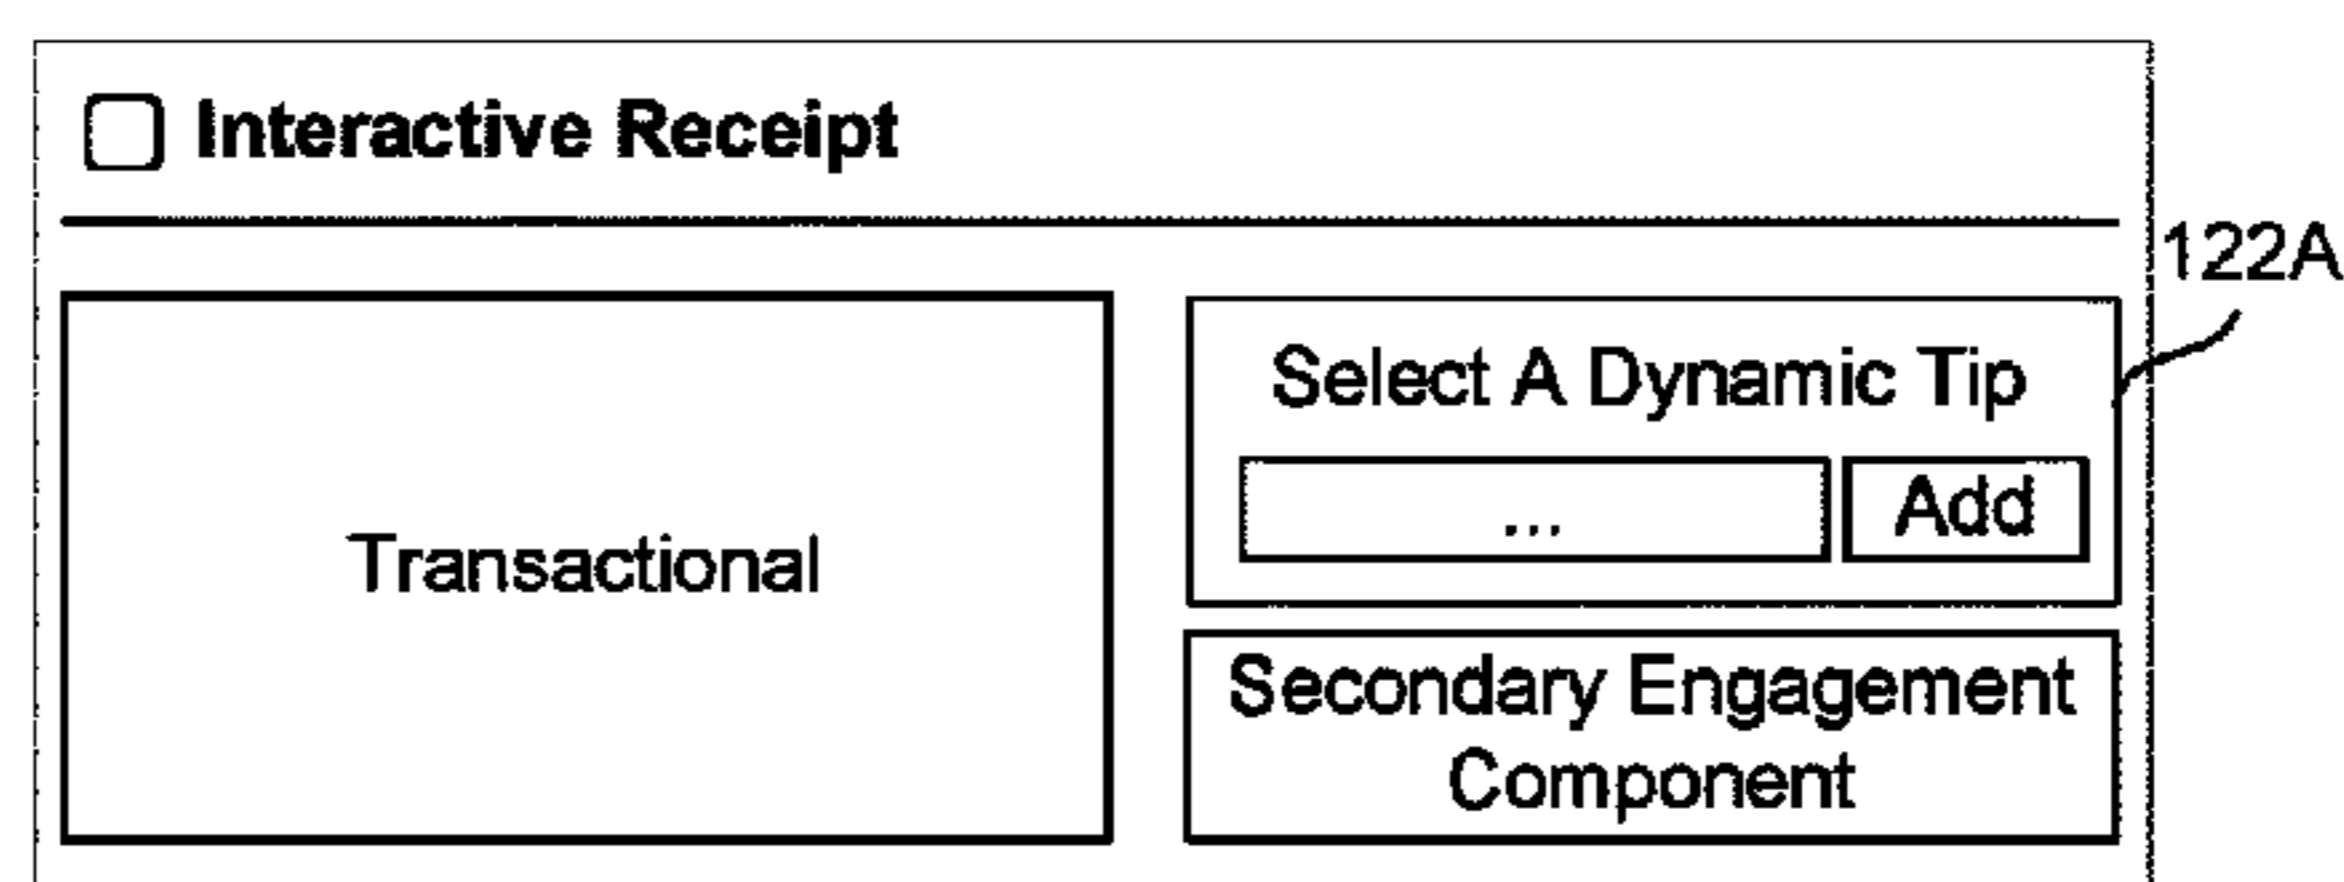 Interactive Receipt
122A
Select A Dynamic Tip
... Add
Transactional
Secondary Engagement
Component